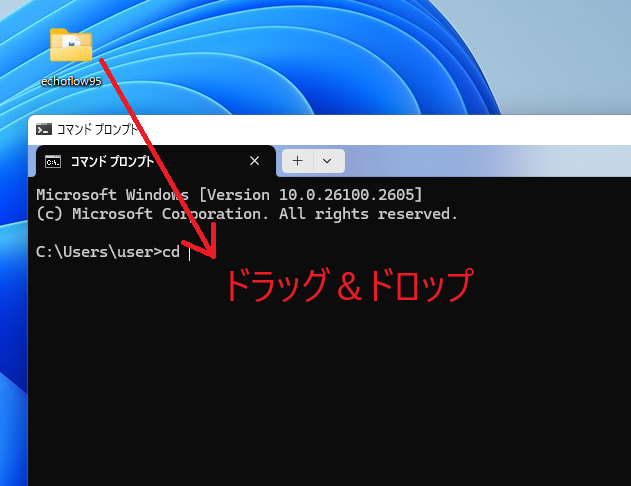 echoflow95
コマンド プロンプト
コマンド プロンプト
Microsoft Windows [Version 10.0.26100.2605]
(c) Microsoft Corporation. All rights reserved.
C:\Users\user>cd
ドラッグ＆ドロップ